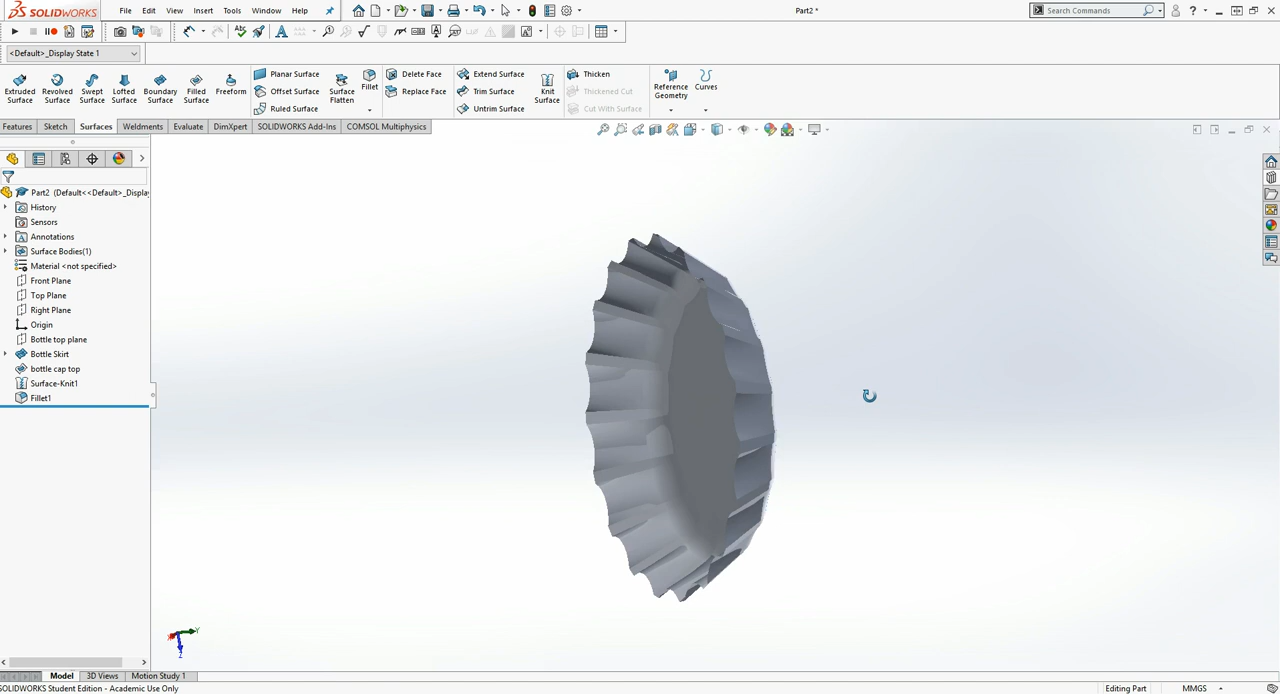 SOLIDWORKS
File Edit View Insert Tools Window Help
Part2 *
Search Commands
<Default>_Display State 1
Extruded Surface
Revolved Surface
Swept Surface
Lofted Surface
Boundary Surface
Filled Surface
Freeform
Planar Surface
Offset Surface
Ruled Surface
Surface Flatten
Fillet
Delete Face
Replace Face
Extend Surface
Trim Surface
Untrim Surface
Knit Surface
Thicken
Thickened Cut
Cut With Surface
Reference Geometry
Curves
Features Sketch Surfaces Weldments Evaluate DimXpert SOLIDWORKS Add-Ins COMSOL Multiphysics
Part2 (Default<<Default>_Display
History
Sensors
Annotations
Surface Bodies(1)
Material <not specified>
Front Plane
Top Plane
Right Plane
Origin
Bottle top plane
Bottle Skirt
bottle cap top
Surface-Knit1
Fillet1
Y
X
Z
Model 3D Views Motion Study 1
SOLIDWORKS Student Edition - Academic Use Only
Editing Part
MMGS